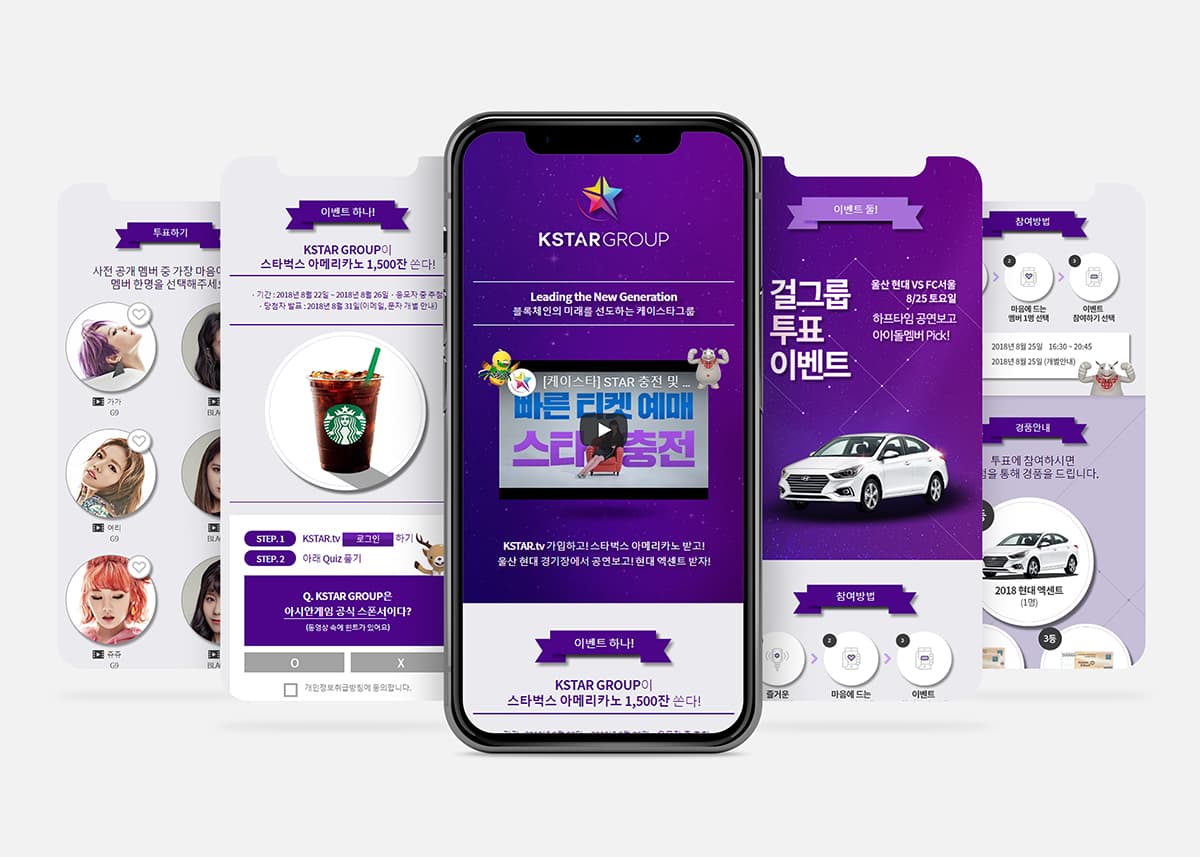 투표하기
사전 공개 멤버 중 가장 마음이
멤버 한명을 선택해주세요
가가
G9
BLA
여리
G9
BLA
쥬쥬
G9
BLA
이벤트 하나!
KSTAR GROUP이
스타벅스 아메리카노 1,500잔 쏜다!
· 기간 : 2018년 8월 22일 ~ 2018년 8월 26일 · 응모자 중 추첨
· 당첨자 발표 : 2018년 8월 31일(이메일, 문자 개별 안내)
STEP. 1 KSTAR.tv 로그인 하기
STEP. 2 아래 Quiz 풀기
Q. KSTAR GROUP은
아시안게임 공식 스폰서이다?
(동영상 속에 힌트가 있어요)
O X
개인정보취급방침에 동의합니다.
KSTARGROUP
Leading the New Generation
블록체인의 미래를 선도하는 케이스타그룹
[케이스타] STAR 충전 및 ...
빠른 티켓 예매
스타 충전
KSTAR.tv 가입하고! 스타벅스 아메리카노 받고!
울산 현대 경기장에서 공연보고! 현대 엑센트 받자!
이벤트 하나!
KSTAR GROUP이
스타벅스 아메리카노 1,500잔 쏜다!
이벤트 둘!
걸그룹
투표
이벤트
울산 현대 VS FC서울
8/25 토요일
하프타임 공연보고
아이돌멤버 Pick!
참여방법
2
3
즐거운
마음에 드는
이벤트
참여방법
2
3
마음에 드는
멤버 1명 선택
이벤트
참여하기 선택
2018년 8월 25일 16:30 ~ 20:45
2018년 8월 25일 (개별안내)
경품안내
투표에 참여하시면
을 통해 경품을 드립니다.
등
2018 현대 엑센트
(1명)
3등